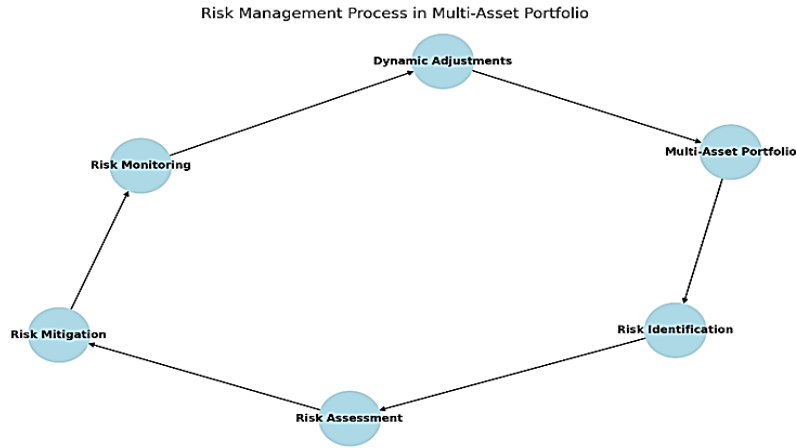 Risk Management Process in Multi-Asset Portfolio
Dynamic Adjustments
Multi-Asset Portfolio
Risk Monitoring
Risk Identification
Risk Mitigation
Risk Assessment